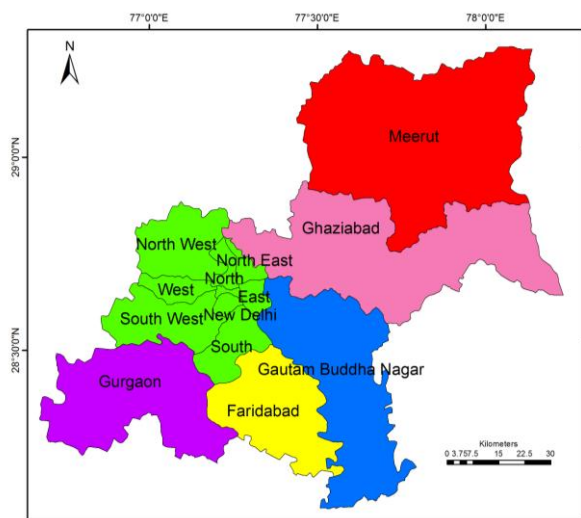 77°0'0"E 77°30'0"E 78°0'0"E
N
29°0'0"N
28°30'0"N
Meerut
Ghaziabad
North West
North East
North
West
East
South West
New Delhi
South
Gautam Buddha Nagar
Gurgaon
Faridabad
Kilometers
0 3.75 7.5 15 22.5 30